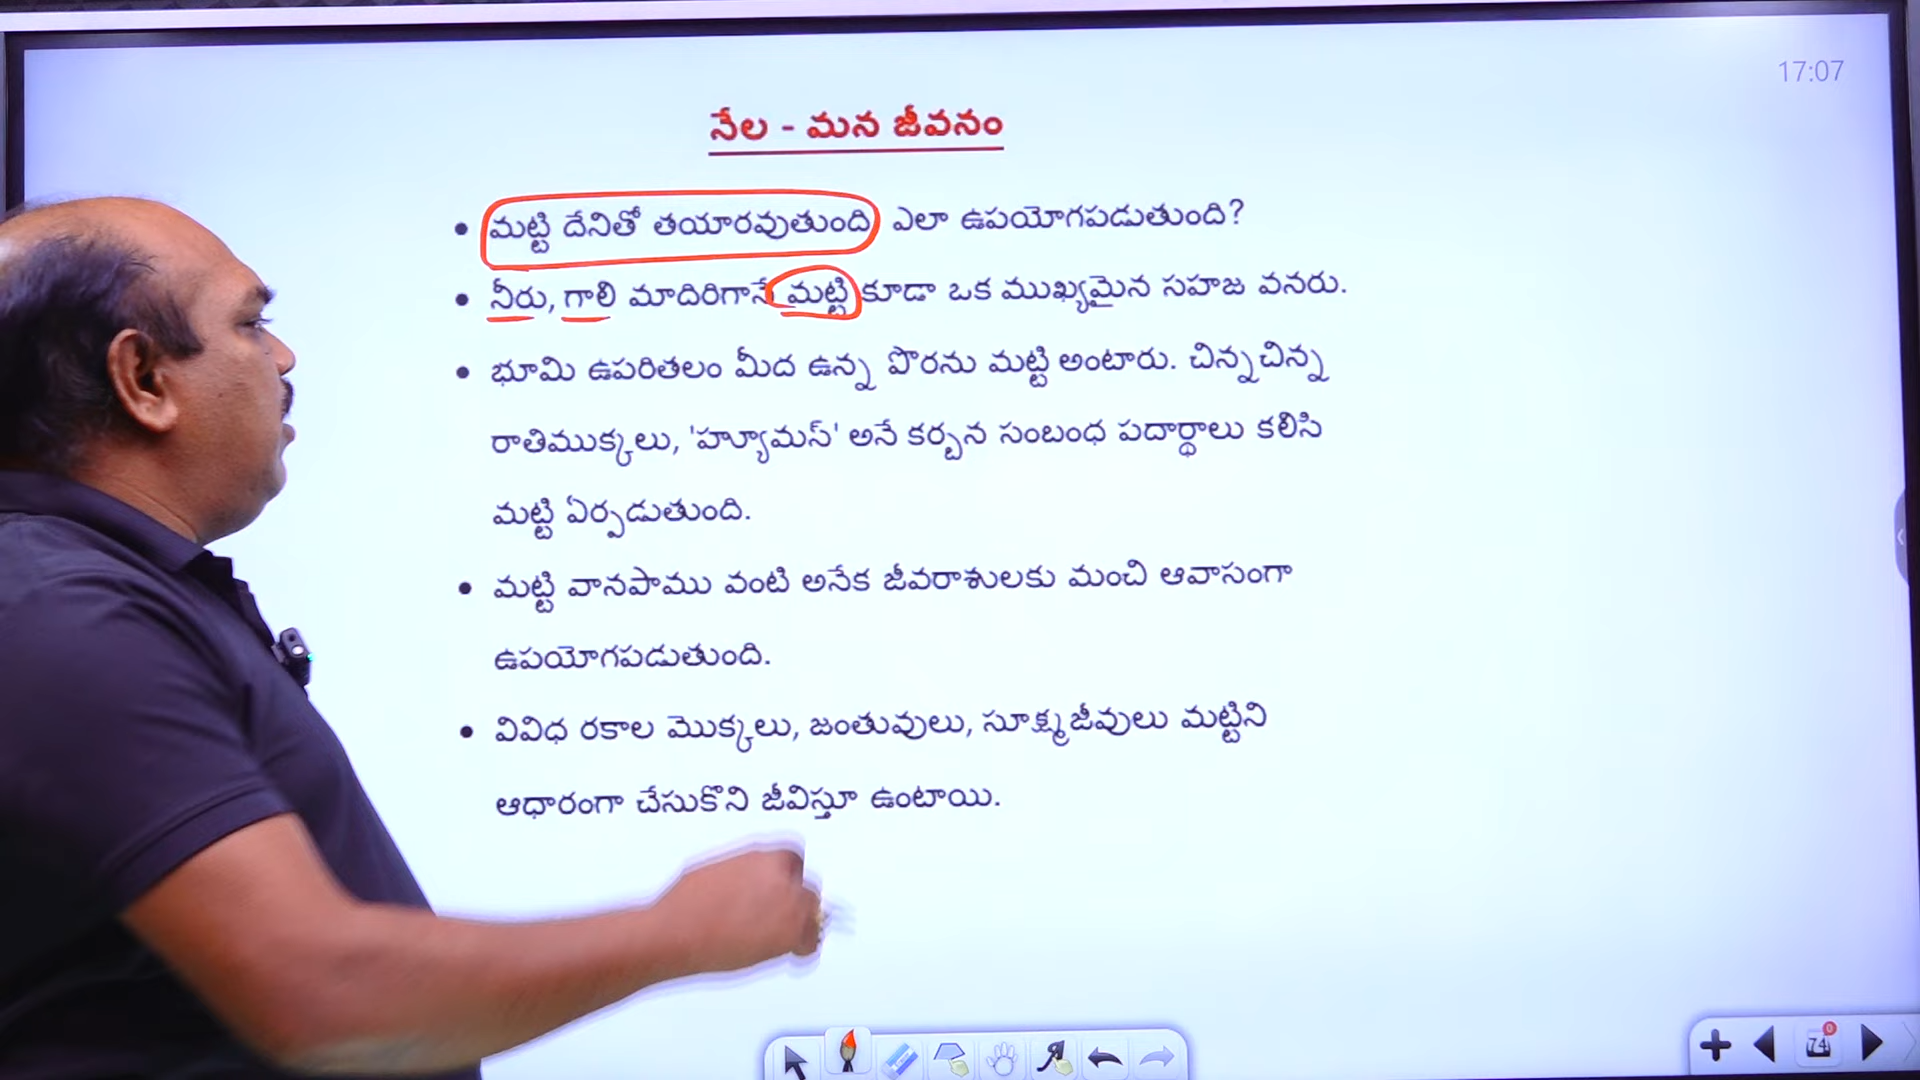 17:07
నేల - మన జీవనం
• మట్టి దేనితో తయారవుతుంది ఎలా ఉపయోగపడుతుంది?
• నీరు, గాలి మాదిరిగానే మట్టి కూడా ఒక ముఖ్యమైన సహజ వనరు.
• భూమి ఉపరితలం మీద ఉన్న పొరను మట్టి అంటారు. చిన్నచిన్న
రాతిముక్కలు, 'హ్యూమస్' అనే కర్బన సంబంధ పదార్థాలు కలిసి
మట్టి ఏర్పడుతుంది.
• మట్టి వానపాము వంటి అనేక జీవరాశులకు మంచి ఆవాసంగా
ఉపయోగపడుతుంది.
• వివిధ రకాల మొక్కలు, జంతువులు, సూక్ష్మజీవులు మట్టిని
ఆధారంగా చేసుకొని జీవిస్తూ ఉంటాయి.
74
0